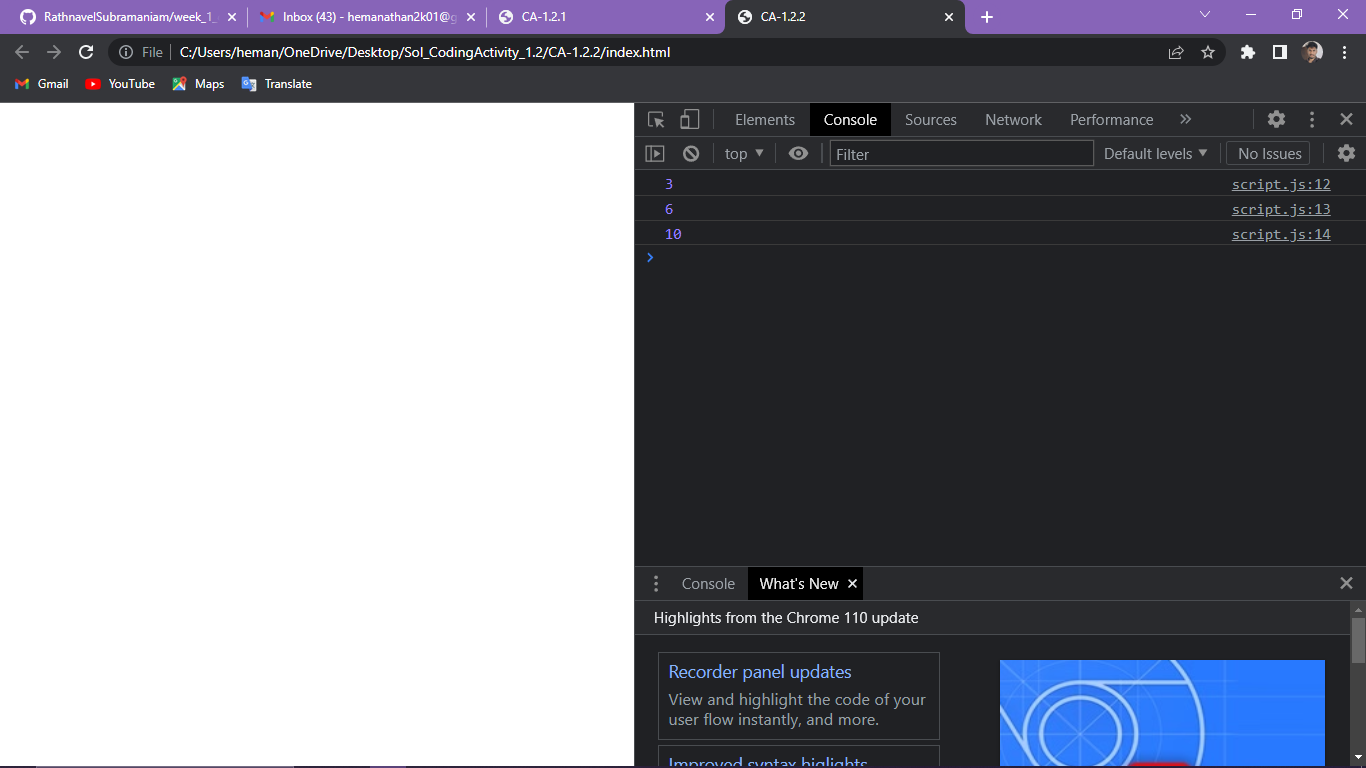 RathnavelSubramaniam/week_1_
Inbox (43) - hemanathan2k01@g
CA-1.2.1
CA-1.2.2
File
C:/Users/heman/OneDrive/Desktop/Sol_CodingActivity_1.2/CA-1.2.2/index.html
Gmail
YouTube
Maps
Translate
Elements
Console
Sources
Network
Performance
top
Filter
Default levels
No Issues
3 script.js:12
6 script.js:13
10 script.js:14
Console
What's New
Highlights from the Chrome 110 update
Recorder panel updates
View and highlight the code of your
user flow instantly, and more.
Improved syntax higlights